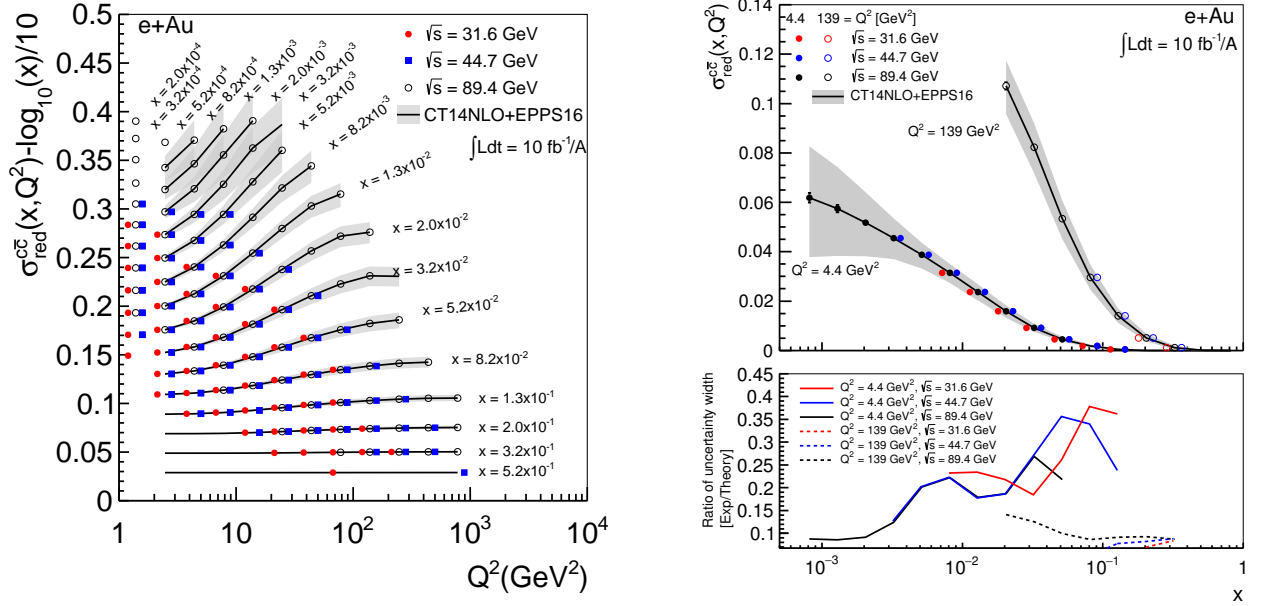 e+Au
√s = 31.6 GeV
√s = 44.7 GeV
√s = 89.4 GeV
CT14NLO+EPPS16
∫Ldt = 10 fb⁻¹/A
x = 2.0x10⁻⁴
x = 3.2x10⁻⁴
x = 5.2x10⁻⁴
x = 8.2x10⁻⁴
x = 1.3x10⁻³
x = 2.0x10⁻³
x = 3.2x10⁻³
x = 5.2x10⁻³
x = 8.2x10⁻³
x = 1.3x10⁻²
x = 2.0x10⁻²
x = 3.2x10⁻²
x = 5.2x10⁻²
x = 8.2x10⁻²
x = 1.3x10⁻¹
x = 2.0x10⁻¹
x = 3.2x10⁻¹
x = 5.2x10⁻¹
σ_red^cc̅(x,Q²)-log₁₀(x)/10
0.5
0.45
0.4
0.35
0.3
0.25
0.2
0.15
0.1
0.05
0
1 10 10² 10³ 10⁴
Q²(GeV²)
σ_red^cc̅(x,Q²)
0.14
0.12
0.1
0.08
0.06
0.04
0.02
0
4.4 139 = Q² [GeV²]
√s = 31.6 GeV
√s = 44.7 GeV
√s = 89.4 GeV
CT14NLO+EPPS16
e+Au
∫Ldt = 10 fb⁻¹/A
Q² = 139 GeV²
Q² = 4.4 GeV²
Ratio of uncertainty width
[Exp/Theory]
0.45
0.4
0.35
0.3
0.25
0.2
0.15
0.1
Q² = 4.4 GeV², √s = 31.6 GeV
Q² = 4.4 GeV², √s = 44.7 GeV
Q² = 4.4 GeV², √s = 89.4 GeV
Q² = 139 GeV², √s = 31.6 GeV
Q² = 139 GeV², √s = 44.7 GeV
Q² = 139 GeV², √s = 89.4 GeV
10⁻³ 10⁻² 10⁻¹ 1
x